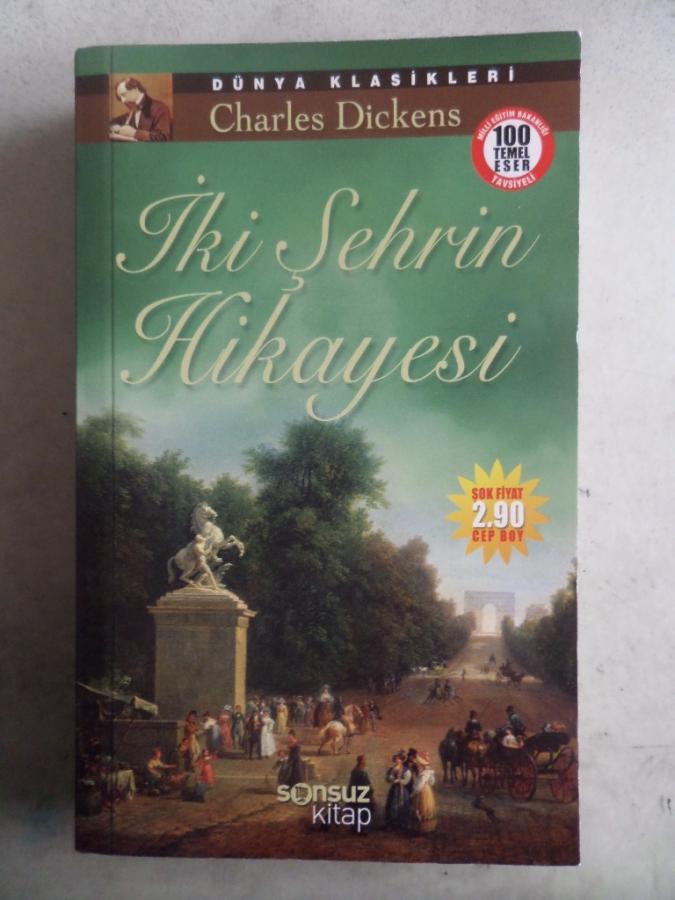 DÜNYA KLASİKLERİ
Charles Dickens
MİLLİ EĞİTİM BAKANLIĞI
100
TEMEL
ESER
TAVSİYELİ
İki Şehrin
Hikayesi
ŞOK FİYAT
2.90
CEP BOY
sonsuz
kitap